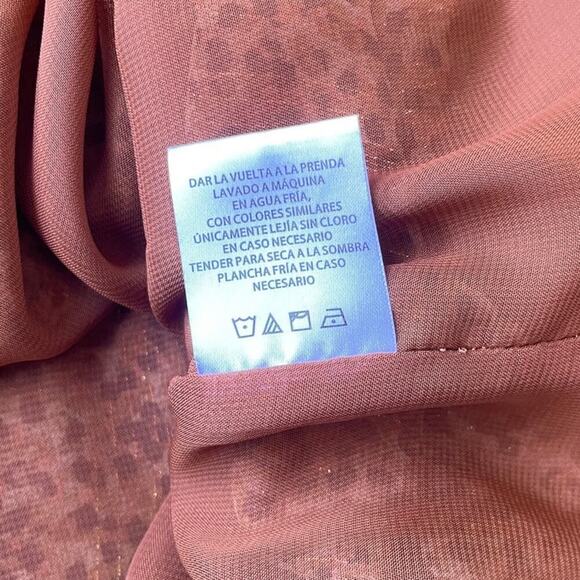 DAR LA VUELTA A LA PRENDA
LAVADO A MÁQUINA
EN AGUA FRÍA,
CON COLORES SIMILARES
ÚNICAMENTE LEJÍA SIN CLORO
EN CASO NECESARIO
TENDER PARA SECA A LA SOMBRA
PLANCHA FRÍA EN CASO
NECESARIO